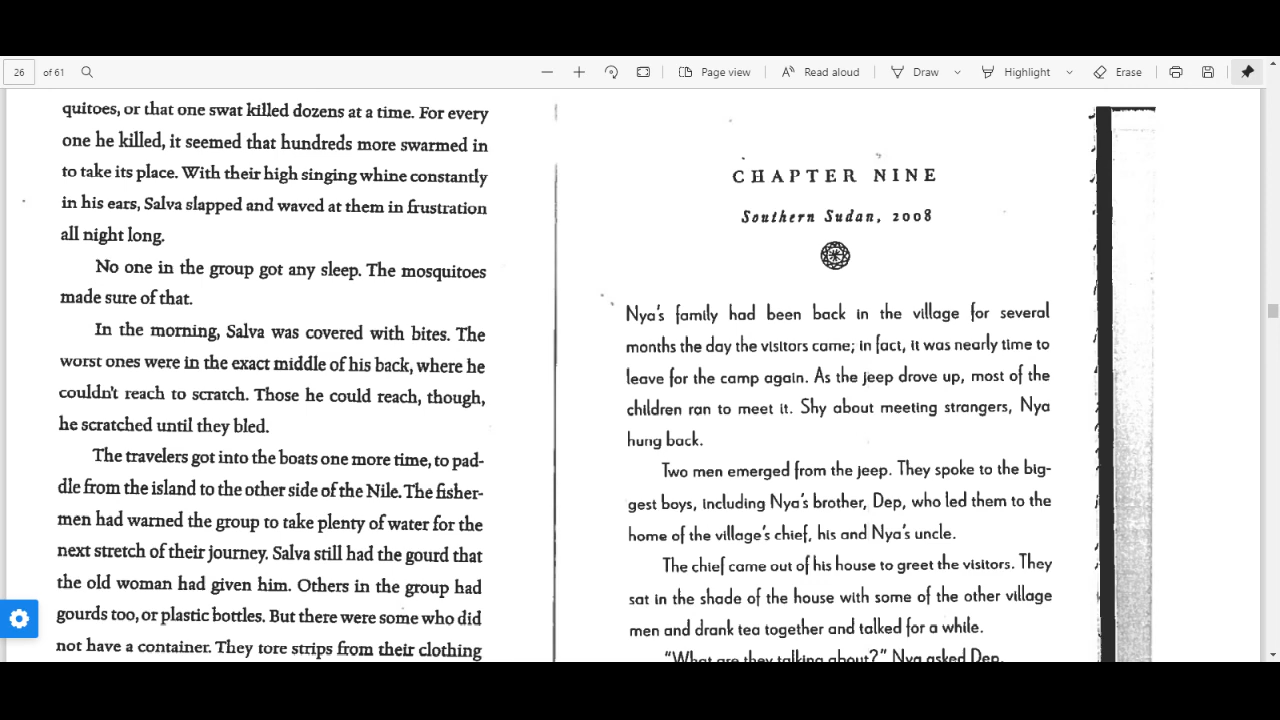 26 of 61
Page view
Read aloud
Draw
Highlight
Erase
quitoes, or that one swat killed dozens at a time. For every
one he killed, it seemed that hundreds more swarmed in
to take its place. With their high singing whine constantly
in his ears, Salva slapped and waved at them in frustration
all night long.
No one in the group got any sleep. The mosquitoes
made sure of that.
In the morning, Salva was covered with bites. The
worst ones were in the exact middle of his back, where he
couldn't reach to scratch. Those he could reach, though,
he scratched until they bled.
The travelers got into the boats one more time, to pad-
dle from the island to the other side of the Nile. The fisher-
men had warned the group to take plenty of water for the
next stretch of their journey. Salva still had the gourd that
the old woman had given him. Others in the group had
gourds too, or plastic bottles. But there were some who did
not have a container. They tore strips from their clothing
CHAPTER NINE
Southern Sudan, 2008
Nya's family had been back in the village for several
months the day the visitors came; in fact, it was nearly time to
leave for the camp again. As the jeep drove up, most of the
children ran to meet it. Shy about meeting strangers, Nya
hung back.
Two men emerged from the jeep. They spoke to the big-
gest boys, including Nya's brother, Dep, who led them to the
home of the village's chief, his and Nya's uncle.
The chief came out of his house to greet the visitors. They
sat in the shade of the house with some of the other village
men and drank tea together and talked for a while.
"What are they talking about?" Nya asked Dep.